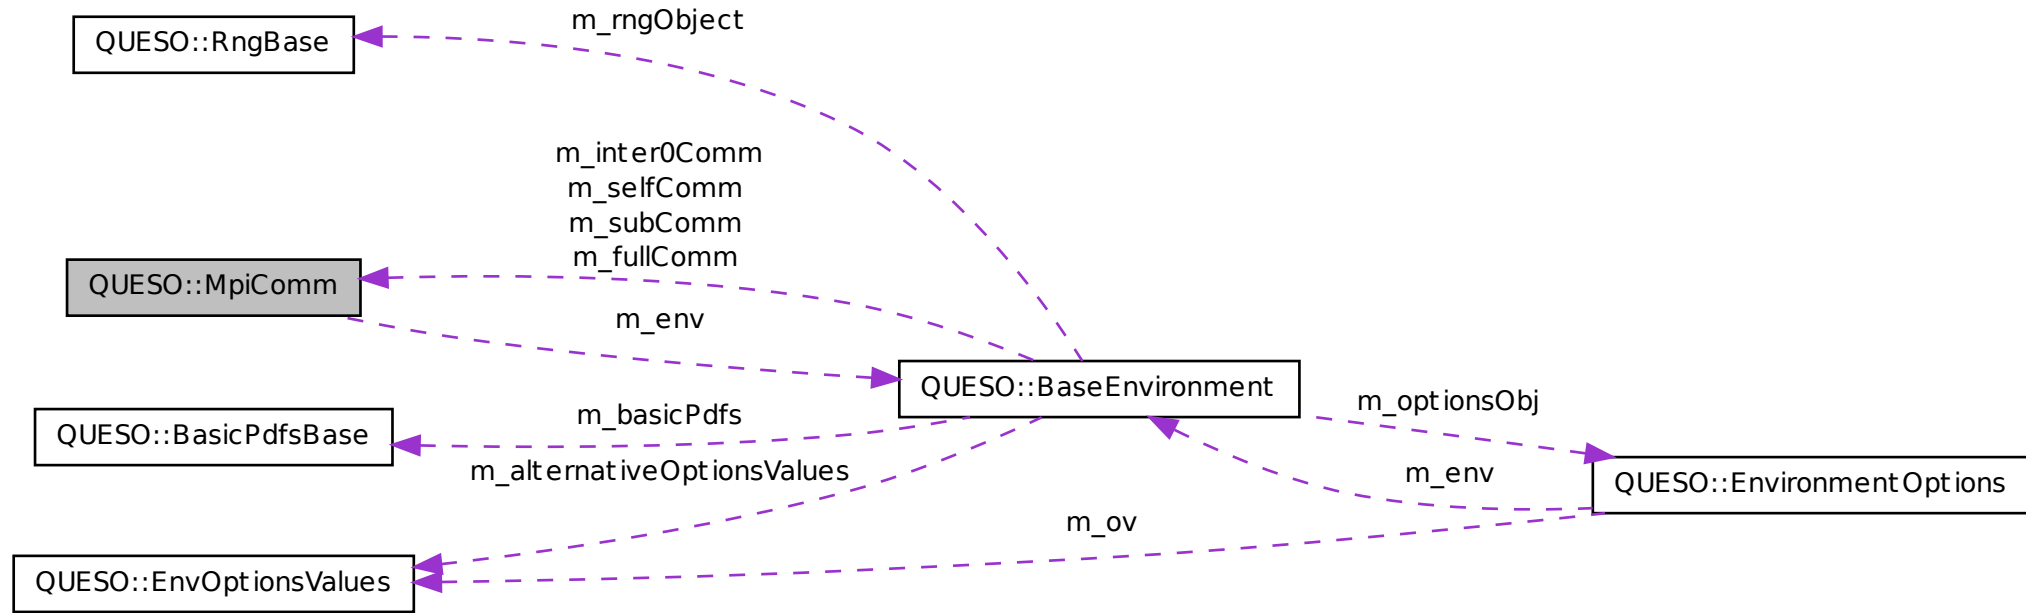 m_rngObject
QUESO::RngBase
m_inter0Comm
m_selfComm
m_subComm
m_fullComm
QUESO::MpiComm
m_env
QUESO::BaseEnvironment
m_optionsObj
m_basicPdfs
QUESO::BasicPdfsBase
m_alternativeOptionsValues
m_env
QUESO::EnvironmentOptions
m_ov
QUESO::EnvOptionsValues